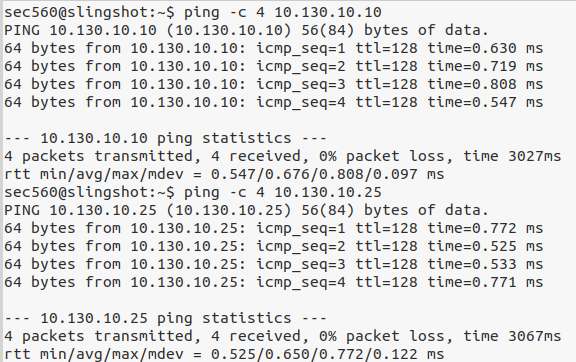 sec560@slingshot:~$ ping -c 4 10.130.10.10
PING 10.130.10.10 (10.130.10.10) 56(84) bytes of data.
64 bytes from 10.130.10.10: icmp_seq=1 ttl=128 time=0.630 ms
64 bytes from 10.130.10.10: icmp_seq=2 ttl=128 time=0.719 ms
64 bytes from 10.130.10.10: icmp_seq=3 ttl=128 time=0.808 ms
64 bytes from 10.130.10.10: icmp_seq=4 ttl=128 time=0.547 ms
--- 10.130.10.10 ping statistics ---
4 packets transmitted, 4 received, 0% packet loss, time 3027ms
rtt min/avg/max/mdev = 0.547/0.676/0.808/0.097 ms
sec560@slingshot:~$ ping -c 4 10.130.10.25
PING 10.130.10.25 (10.130.10.25) 56(84) bytes of data.
64 bytes from 10.130.10.25: icmp_seq=1 ttl=128 time=0.772 ms
64 bytes from 10.130.10.25: icmp_seq=2 ttl=128 time=0.525 ms
64 bytes from 10.130.10.25: icmp_seq=3 ttl=128 time=0.533 ms
64 bytes from 10.130.10.25: icmp_seq=4 ttl=128 time=0.771 ms
--- 10.130.10.25 ping statistics ---
4 packets transmitted, 4 received, 0% packet loss, time 3067ms
rtt min/avg/max/mdev = 0.525/0.650/0.772/0.122 ms